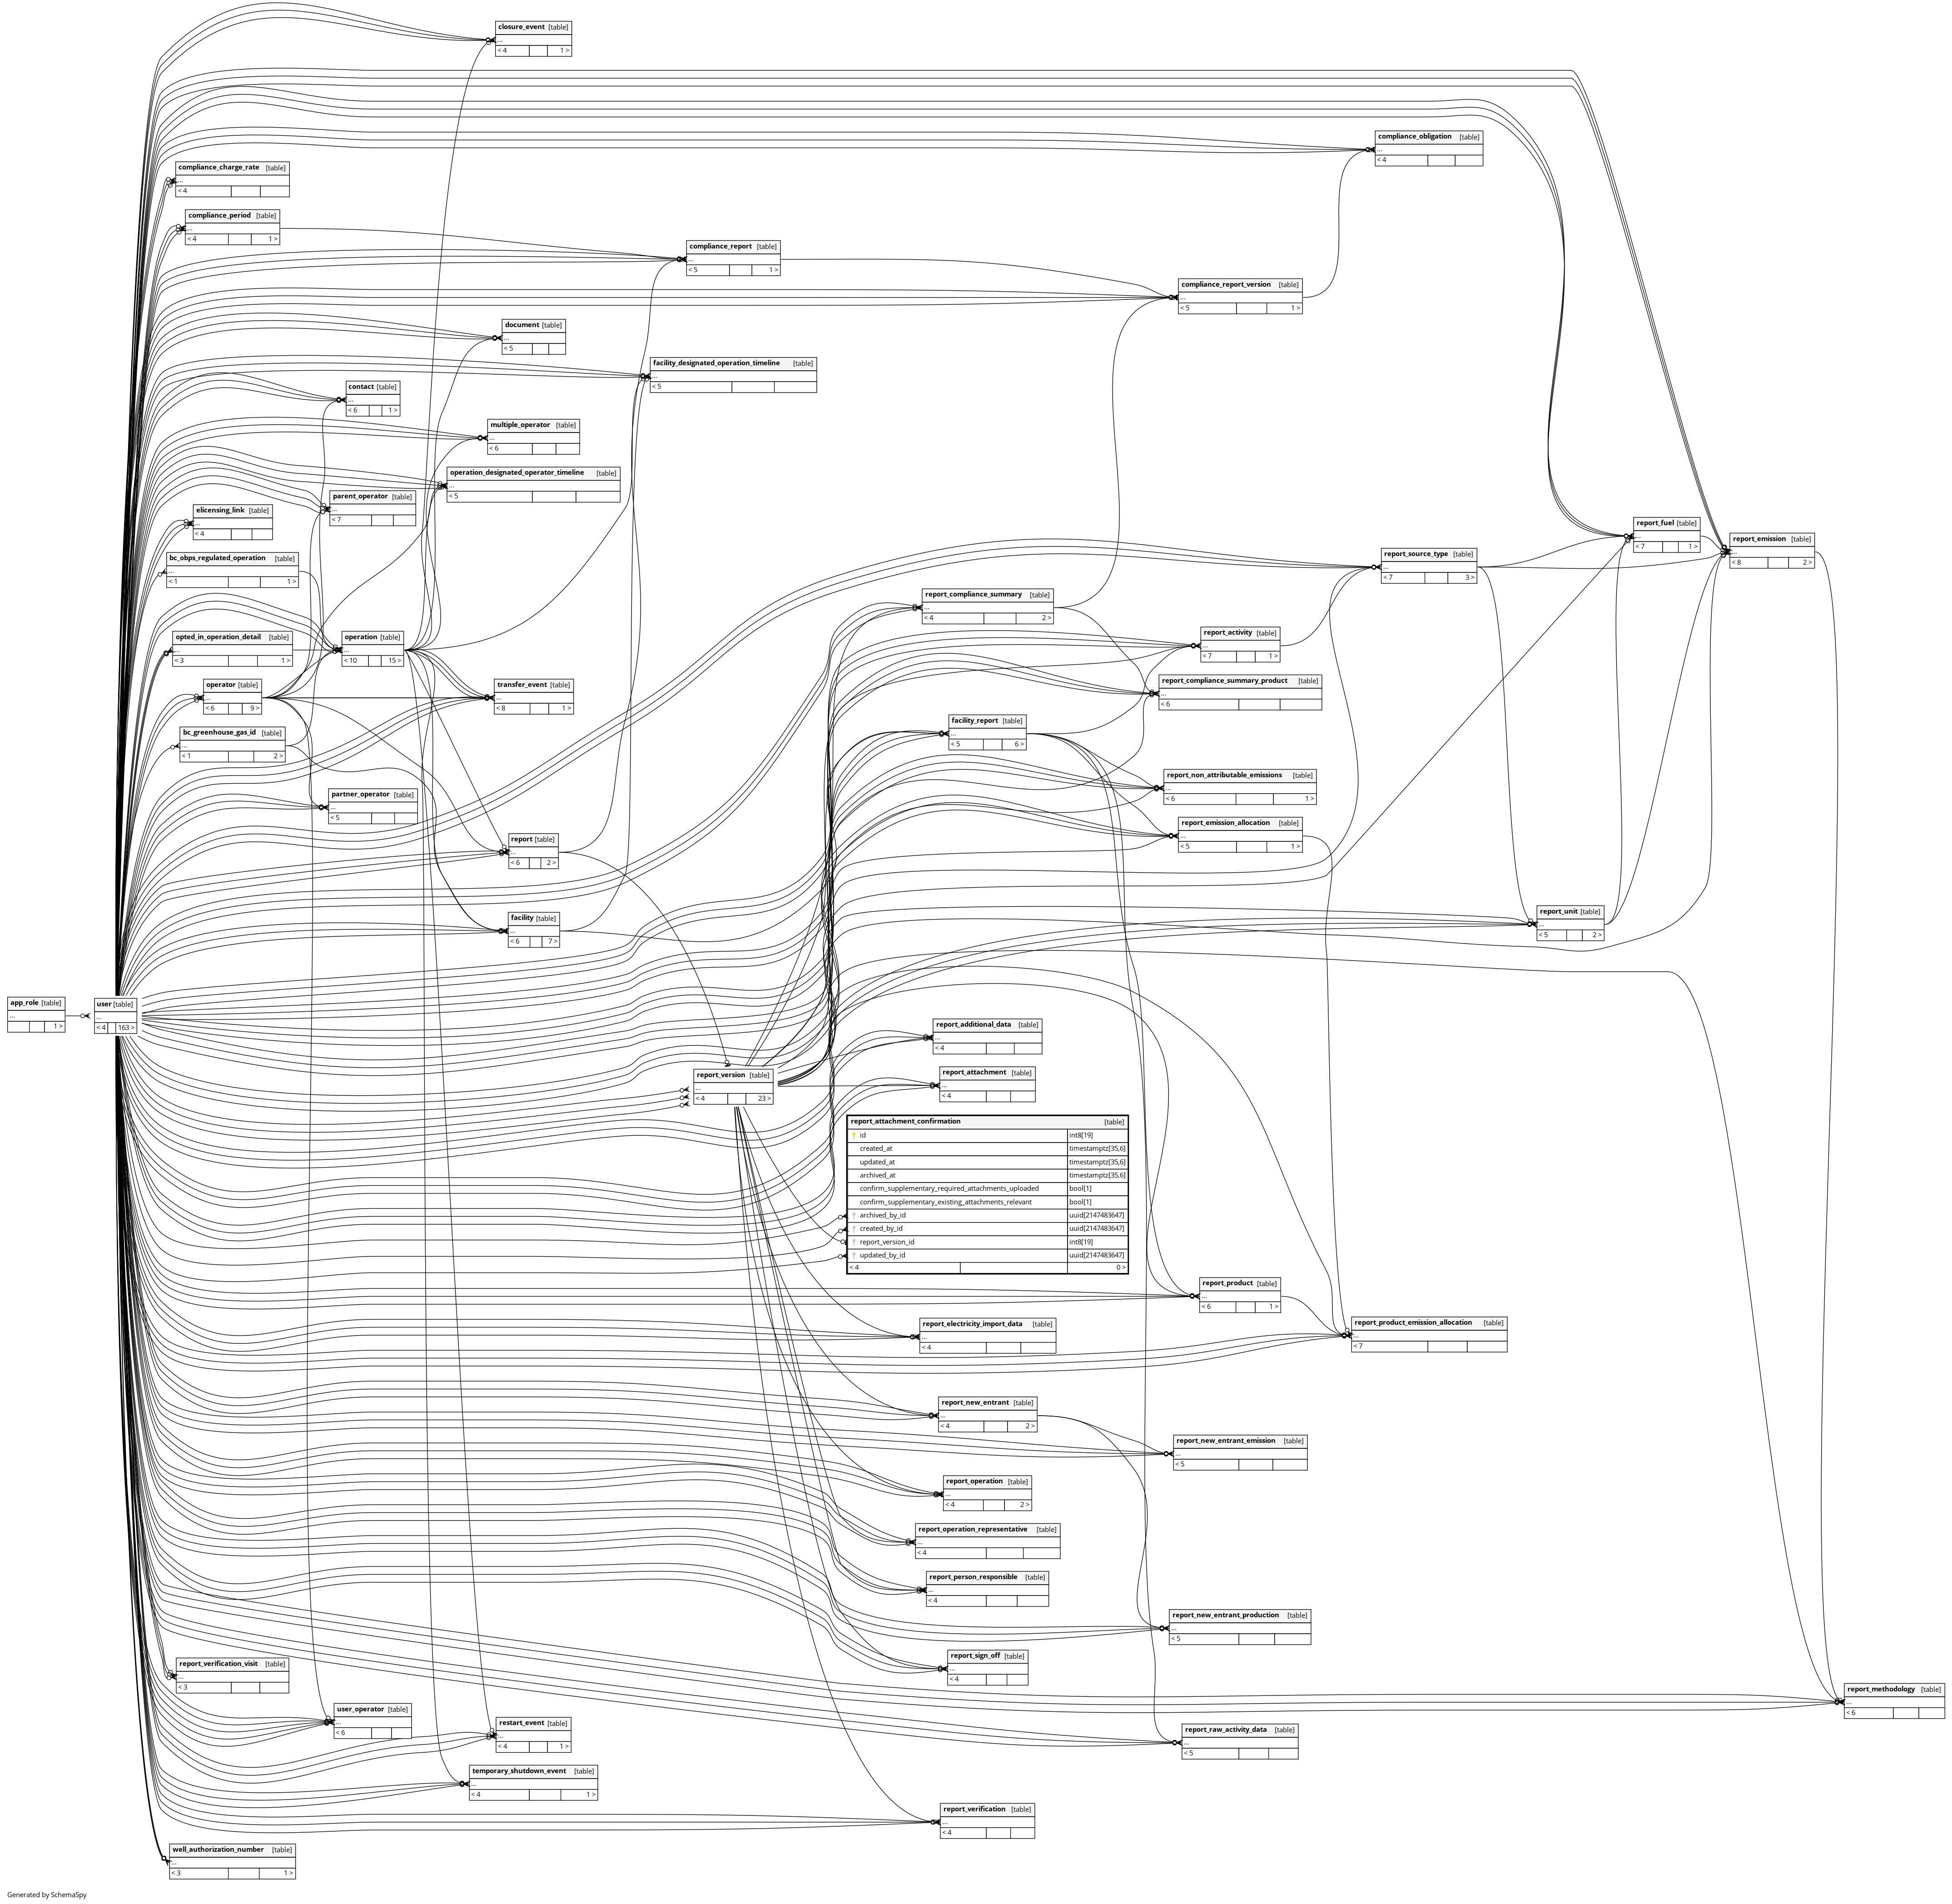 closure_event [table]
...
< 4 1 >
compliance_obligation [table]
...
< 4
compliance_charge_rate [table]
...
< 4
compliance_period [table]
...
< 4 1 >
compliance_report [table]
...
< 5 1 >
compliance_report_version [table]
...
< 5 1 >
document [table]
...
< 5
facility_designated_operation_timeline [table]
...
< 5
contact [table]
...
< 6 1 >
multiple_operator [table]
...
< 6
operation_designated_operator_timeline [table]
...
< 5
parent_operator [table]
...
< 7
elicensing_link [table]
...
< 4
report_fuel [table]
...
< 7 1 >
report_emission [table]
...
< 8 2 >
bc_obps_regulated_operation [table]
...
< 1 1 >
report_source_type [table]
...
< 7 3 >
report_compliance_summary [table]
...
< 4 2 >
opted_in_operation_detail [table]
...
< 3 1 >
operation [table]
...
< 10 15 >
report_activity [table]
...
< 7 1 >
operator [table]
...
< 6 9 >
transfer_event [table]
...
< 8 1 >
report_compliance_summary_product [table]
...
< 6
facility_report [table]
...
< 5 6 >
bc_greenhouse_gas_id [table]
...
< 1 2 >
report_non_attributable_emissions [table]
...
< 6 1 >
partner_operator [table]
...
< 5
report_emission_allocation [table]
...
< 5 1 >
report [table]
...
< 6 2 >
facility [table]
...
< 6 7 >
report_unit [table]
...
< 5 2 >
app_role [table]
...
1 >
user [table]
...
< 4 163 >
report_additional_data [table]
...
< 4
report_version [table]
...
< 4 23 >
report_attachment [table]
...
< 4
report_attachment_confirmation [table]
id int8[19]
created_at timestamptz[35,6]
updated_at timestamptz[35,6]
archived_at timestamptz[35,6]
confirm_supplementary_required_attachments_uploaded bool[1]
confirm_supplementary_existing_attachments_relevant bool[1]
archived_by_id uuid[2147483647]
created_by_id uuid[2147483647]
report_version_id int8[19]
updated_by_id uuid[2147483647]
< 4 0 >
report_product [table]
...
< 6 1 >
report_electricity_import_data [table]
...
< 4
report_product_emission_allocation [table]
...
< 7
report_new_entrant [table]
...
< 4 2 >
report_new_entrant_emission [table]
...
< 5
report_operation [table]
...
< 4 2 >
report_operation_representative [table]
...
< 4
report_person_responsible [table]
...
< 4
report_new_entrant_production [table]
...
< 5
report_sign_off [table]
...
< 4
report_verification_visit [table]
...
< 3
report_methodology [table]
...
< 6
user_operator [table]
...
< 6
restart_event [table]
...
< 4 1 >
report_raw_activity_data [table]
...
< 5
temporary_shutdown_event [table]
...
< 4 1 >
report_verification [table]
...
< 4
well_authorization_number [table]
...
< 3 1 >
Generated by SchemaSpy